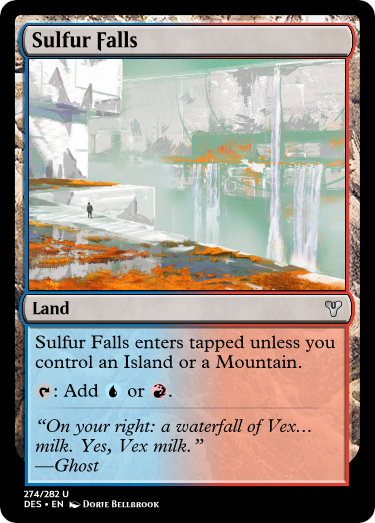 Sulfur Falls
Land
Sulfur Falls enters tapped unless you
control an Island or a Mountain.
: Add or .
“On your right: a waterfall of Vex…
milk. Yes, Vex milk.”
—Ghost
274/282 U
DES • EN Dorje Bellbrook